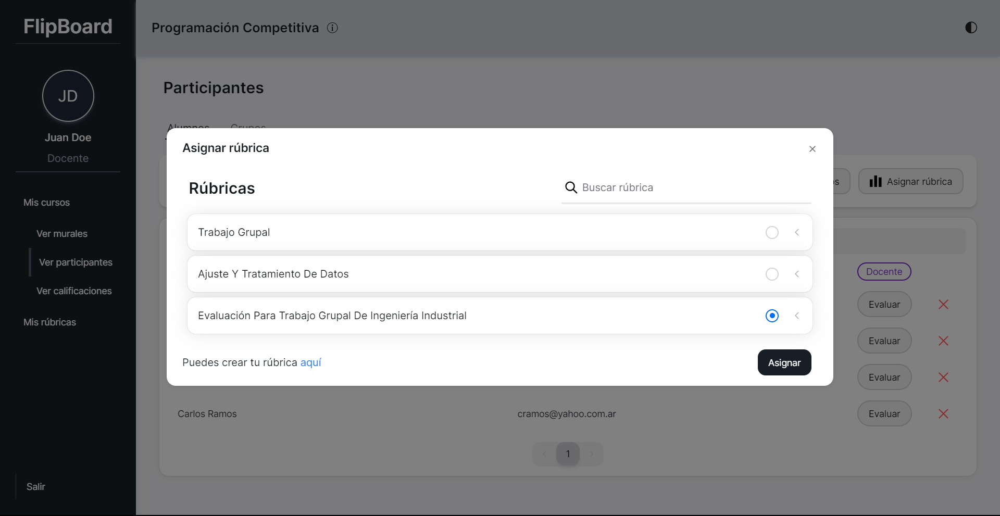 FlipBoard
Programación Competitiva
JD
Juan Doe
Docente
Mis cursos
Ver murales
Ver participantes
Ver calificaciones
Mis rúbricas
Salir
Participantes
Alumnos Grupos
Asignar rúbrica
Asignar rúbrica
Rúbricas
Buscar rúbrica
Trabajo Grupal
Ajuste Y Tratamiento De Datos
Evaluación Para Trabajo Grupal De Ingeniería Industrial
Puedes crear tu rúbrica aquí
Asignar
Docente
Evaluar
Evaluar
Evaluar
Carlos Ramos cramos@yahoo.com.ar Evaluar
1